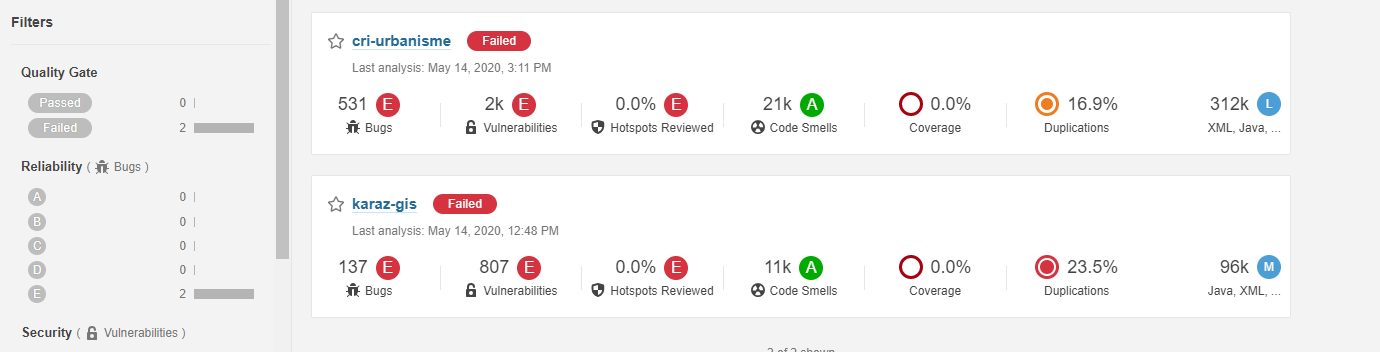 Filters
Quality Gate
Passed 0
Failed 2
Reliability ( Bugs )
A 0
B 0
C 0
D 0
E 2
Security ( Vulnerabilities )
cri-urbanisme Failed
Last analysis: May 14, 2020, 3:11 PM
531 E 2k E 0.0% E 21k A 0.0% 16.9% 312k L
Bugs Vulnerabilities Hotspots Reviewed Code Smells Coverage Duplications XML, Java, ...
karaz-gis Failed
Last analysis: May 14, 2020, 12:48 PM
137 E 807 E 0.0% E 11k A 0.0% 23.5% 96k M
Bugs Vulnerabilities Hotspots Reviewed Code Smells Coverage Duplications Java, XML, ...
2 of 2 shown